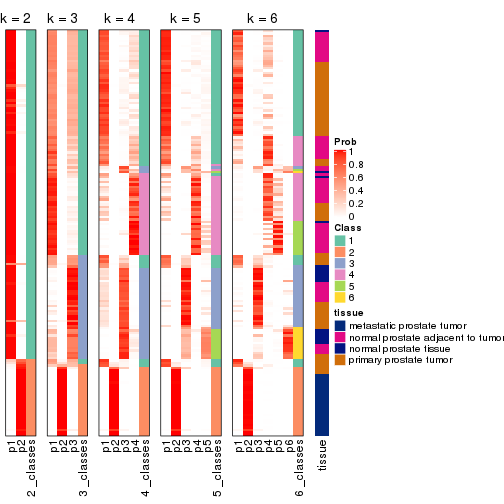 k = 2
k = 3
k = 4
k = 5
k = 6
Prob
1
0.8
0.6
0.4
0.2
0
Class
1
2
3
4
5
6
tissue
metastatic prostate tumor
normal prostate adjacent to tumor
normal prostate tissue
primary prostate tumor
p1
p2
2_classes
p1
p2
p3
3_classes
p1
p2
p3
p4
4_classes
p1
p2
p3
p4
p5
5_classes
p1
p2
p3
p4
p5
p6
6_classes
tissue